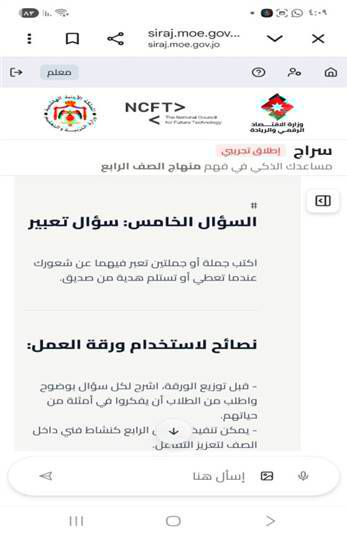 ٨٣
٤:٠٩
siraj.moe.gov...
siraj.moe.gov.jo
معلم
NCFT>
The National Council
for Future Technology
<
وزارة الاقتـــصاد
الرقمي والريادة
سراج إطلاق تجريبي
مساعدك الذكي في فهم منهاج الصف الرابع
#
السؤال الخامس: سؤال تعبير
اكتب جملة أو جملتين تعبر فيهما عن شعورك
عندما تعطي أو تستلم هدية من صديق.
نصائح لاستخدام ورقة العمل:
- قبل توزيع الورقة، اشرح لكل سؤال بوضوح
واطلب من الطلاب أن يفكروا في أمثلة من
حياتهم.
- يمكن تنفيذ الرابع كنشاط فني داخل
الصف لتعزيز التفاعل.
إسأل هنا